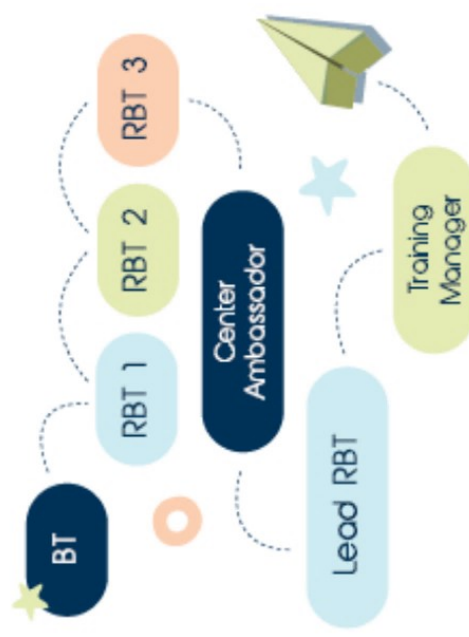 BT
RBT 1
RBT 2
RBT 3
Center
Ambassador
Lead RBT
Training
Manager